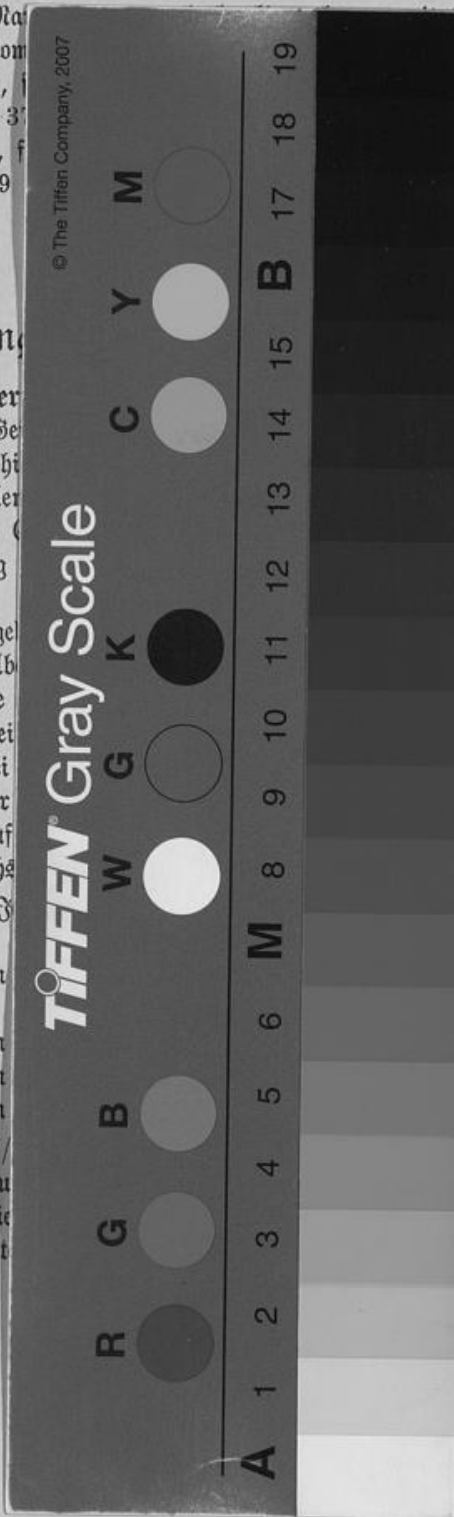 © The Tiffen Company, 2007
TIFFEN® Gray Scale
R G B W G K C Y M
A 1 2 3 4 5 6 M 8 9 10 11 12 13 14 15 B 17 18 19